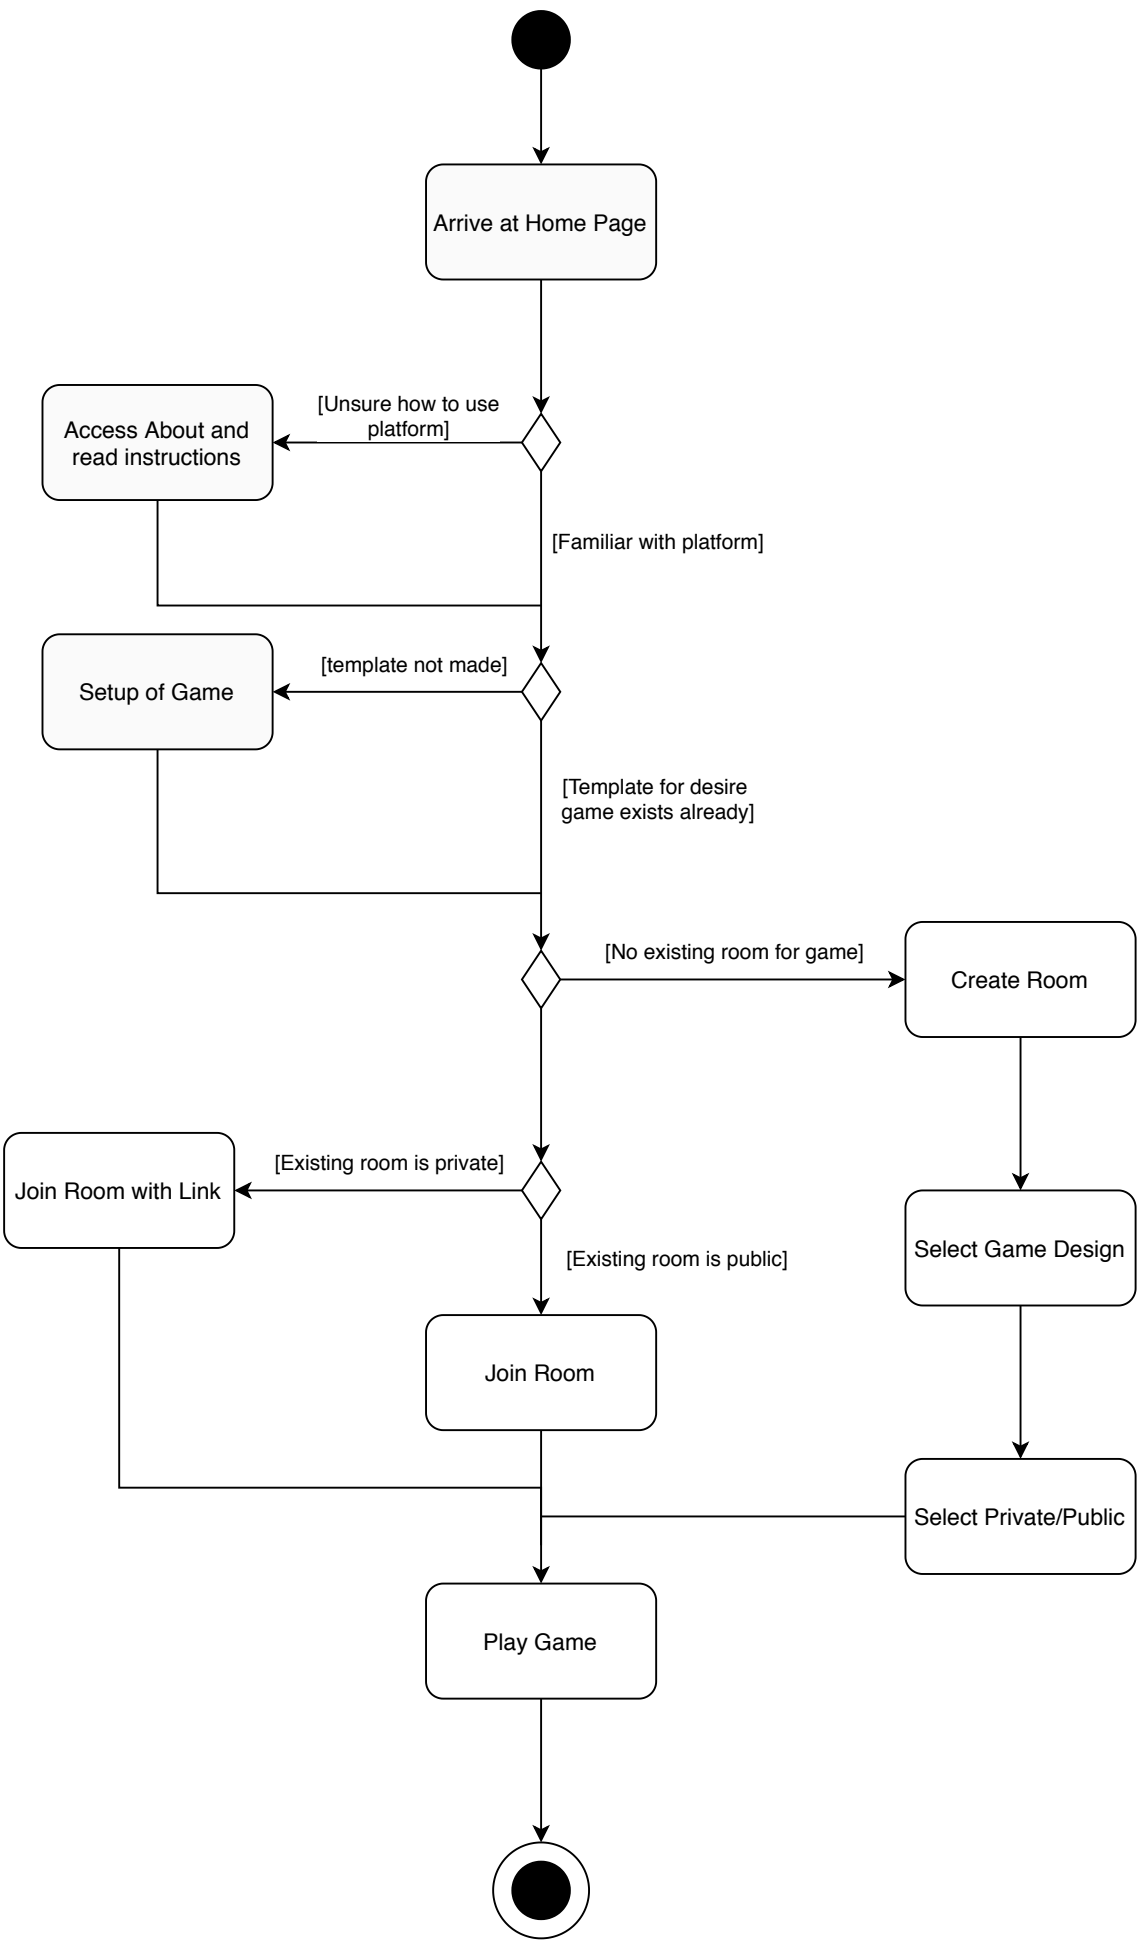 Arrive at Home Page
[Unsure how to use
platform]
Access About and
read instructions
[Familiar with platform]
[template not made]
Setup of Game
[Template for desire
game exists already]
[No existing room for game]
Create Room
[Existing room is private]
Join Room with Link
Select Game Design
[Existing room is public]
Join Room
Select Private/Public
Play Game